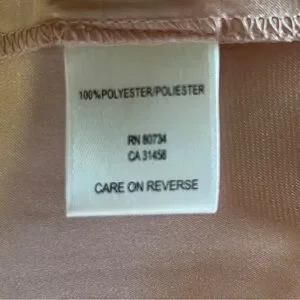 100%POLYESTER/POLIESTER
RN 80734
CA 31458
CARE ON REVERSE